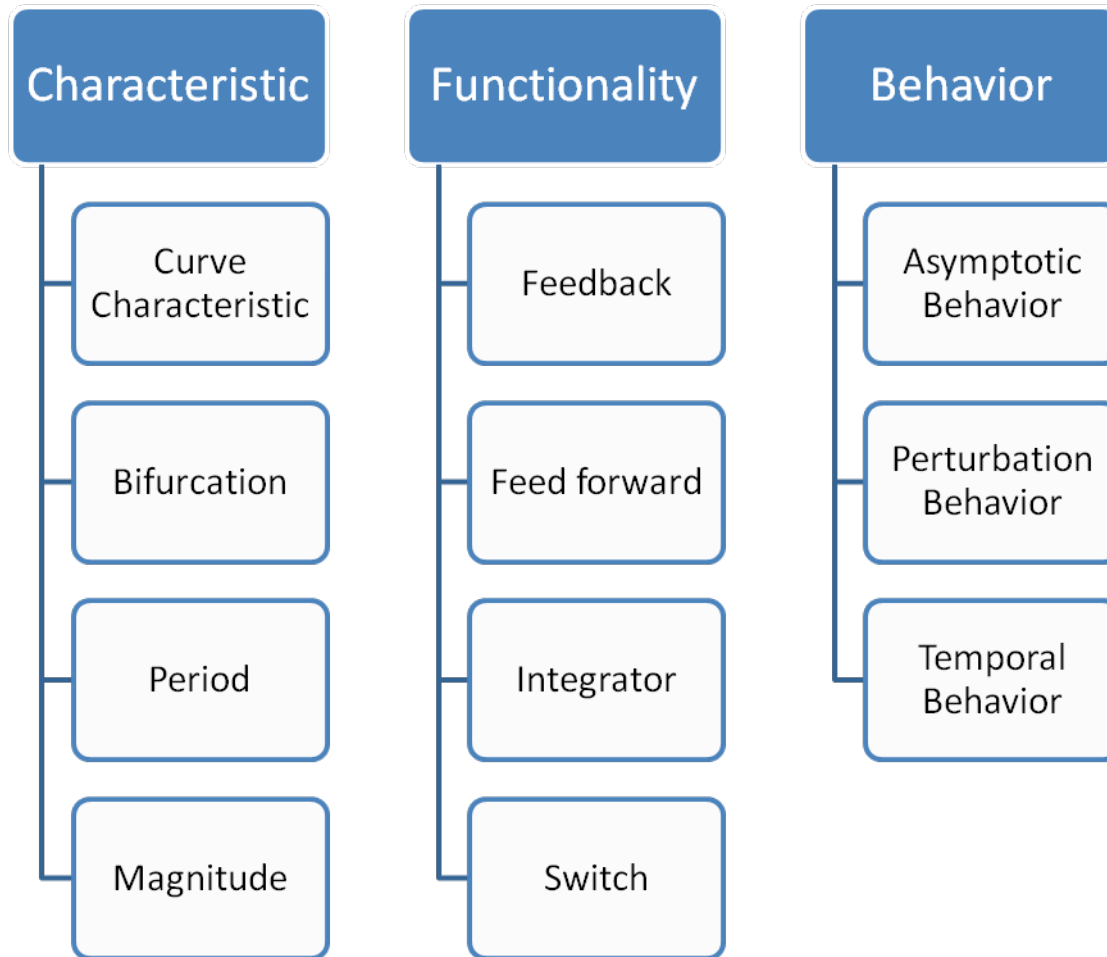 Characteristic
Curve
Characteristic
Bifurcation
Period
Magnitude
Functionality
Feedback
Feed forward
Integrator
Switch
Behavior
Asymptotic
Behavior
Perturbation
Behavior
Temporal
Behavior